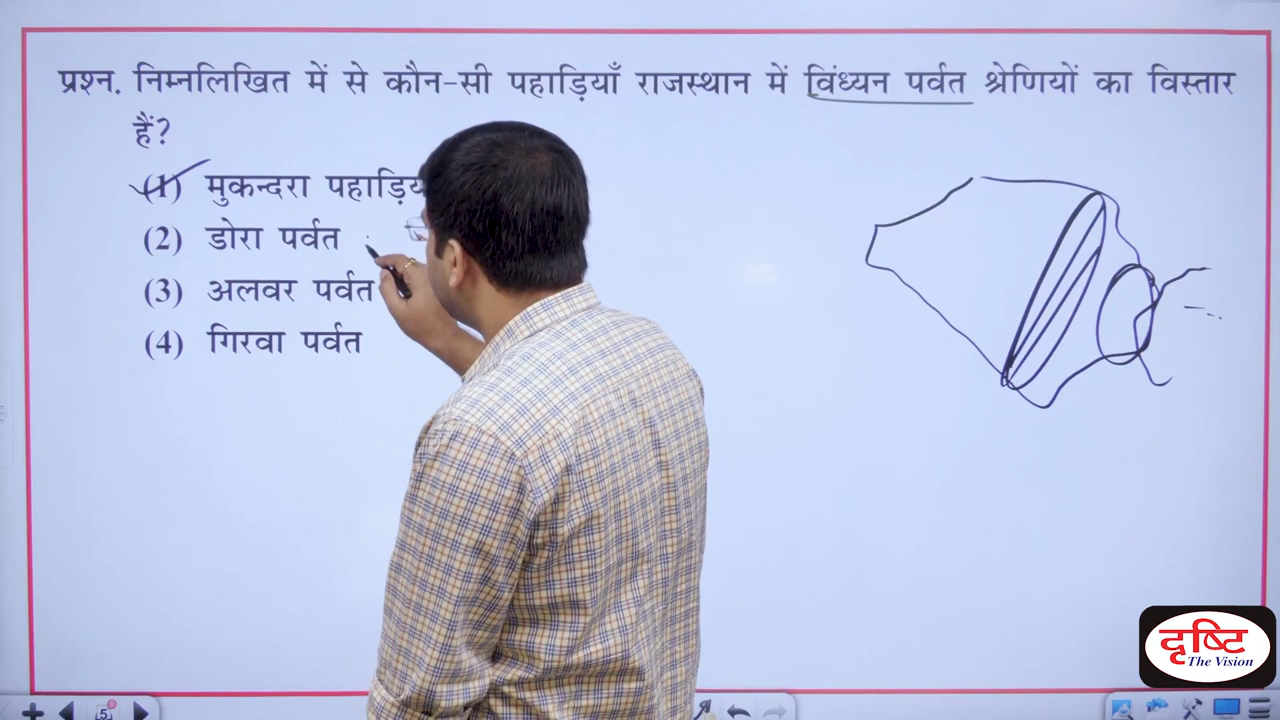 प्रश्न. निम्नलिखित में से कौन-सी पहाड़ियाँ राजस्थान में विंध्यन पर्वत श्रेणियों का विस्तार
हैं?
(1) मुकन्दरा
(2) डोरा पर्वत
(3) अलवर पर्वत
(4) गिरवा पर्वत
दृष्टि
The Vision
5